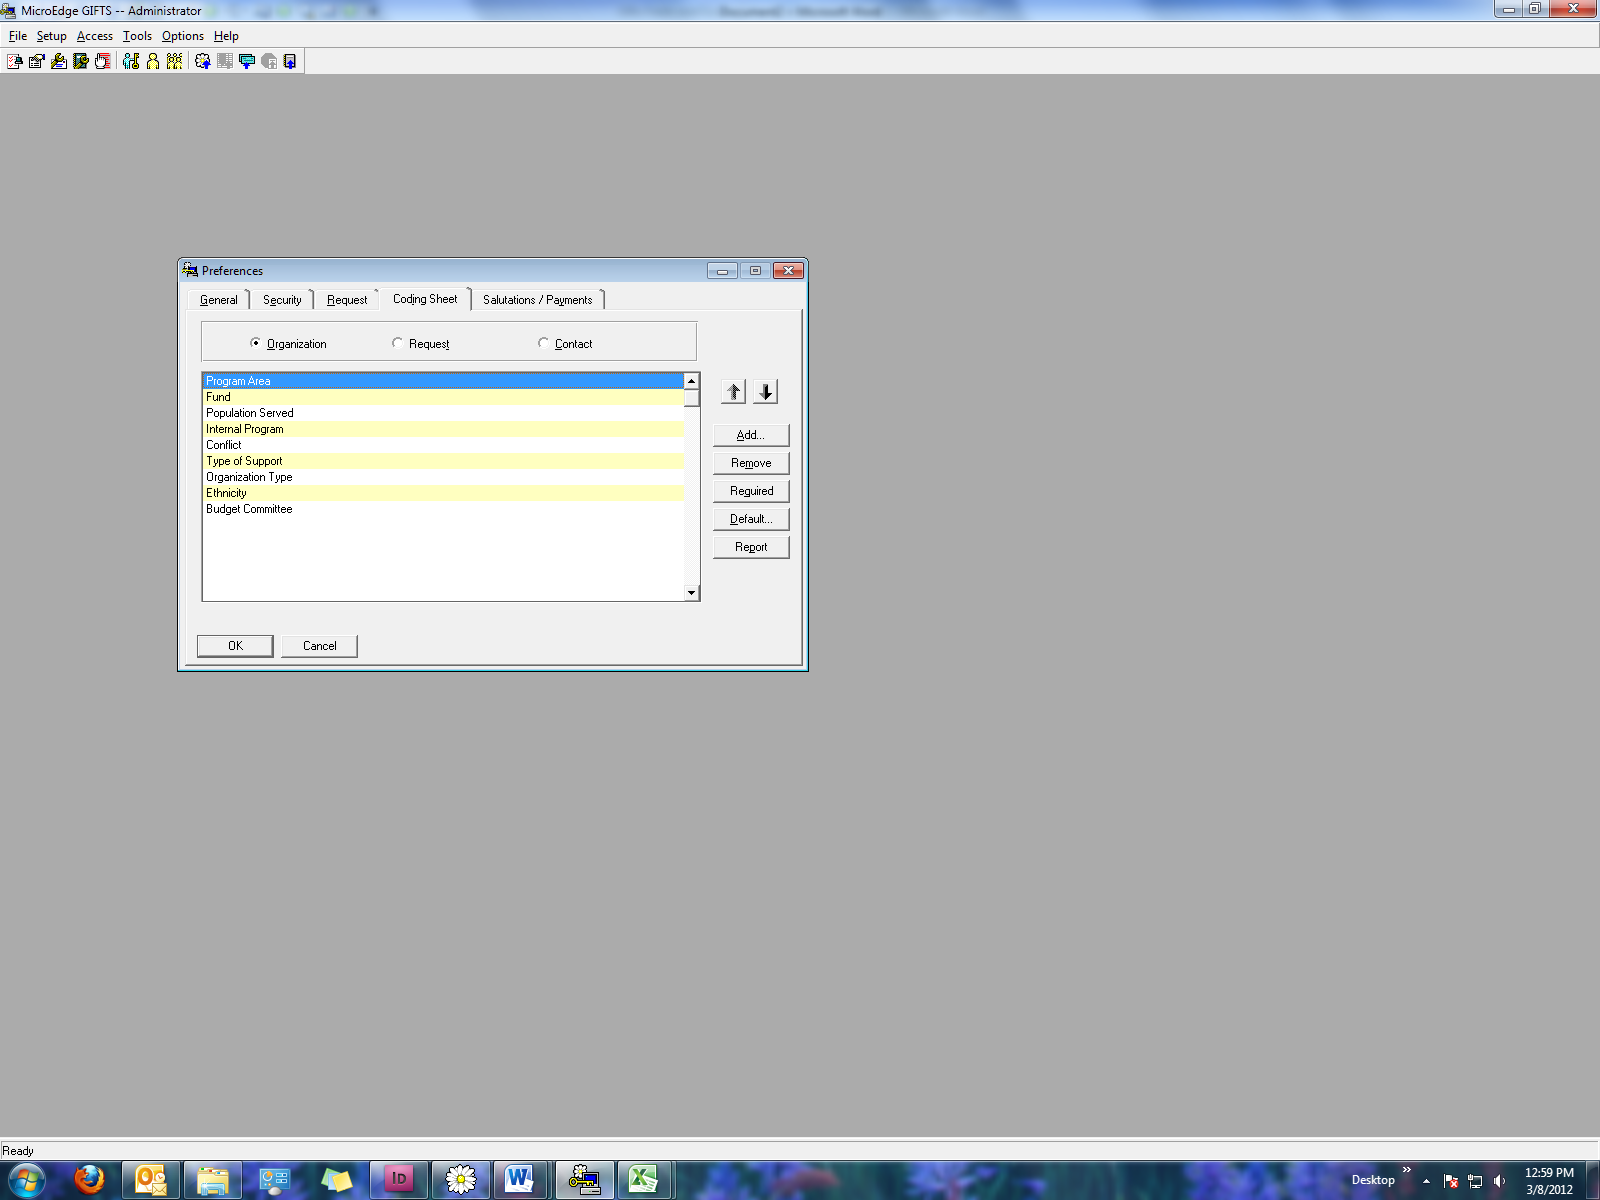 MicroEdge GIFTS -- Administrator
File Setup Access Tools Options Help
Preferences
General Security Request Coding Sheet Salutations / Payments
Organization Request Contact
Program Area
Fund
Population Served
Internal Program
Conflict
Type of Support
Organization Type
Ethnicity
Budget Committee
Add...
Remove
Required
Default...
Report
OK Cancel
Ready
Desktop
12:59 PM
3/8/2012